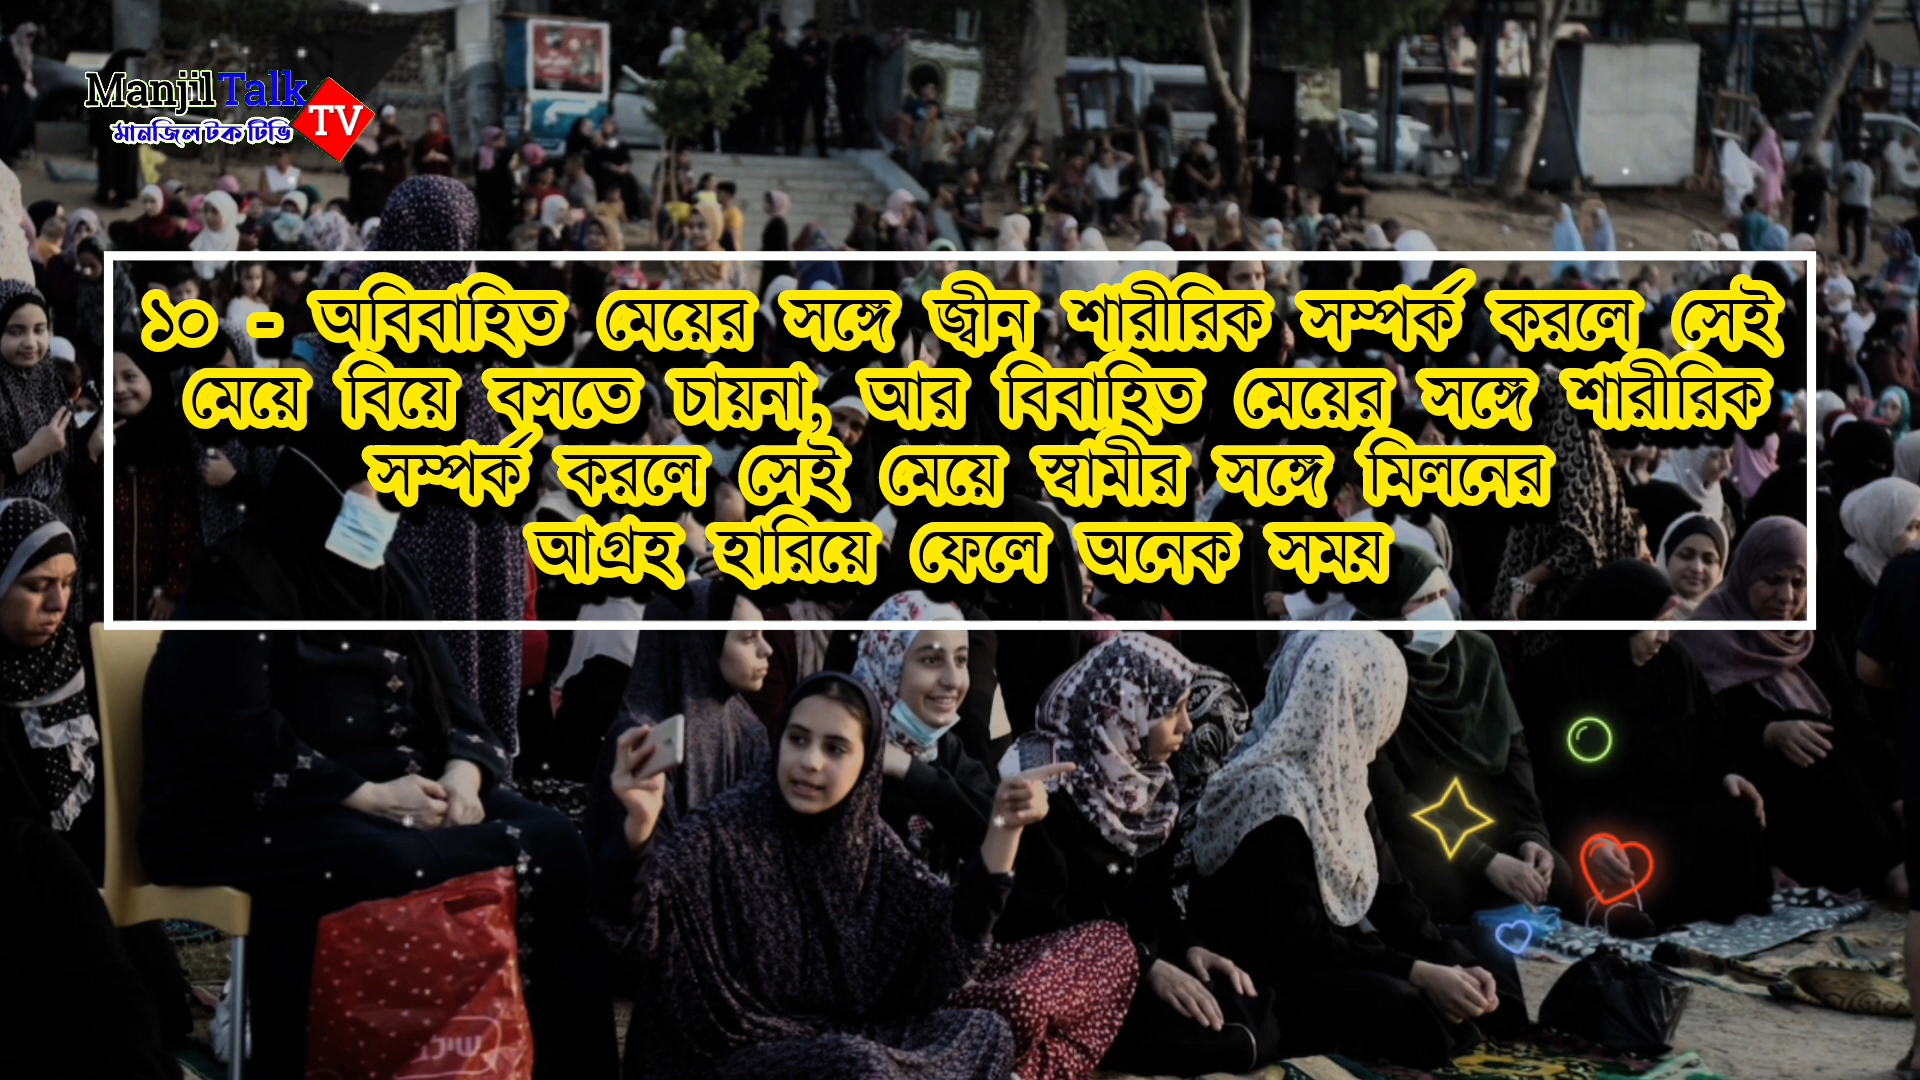 Manjil Talk
মানজিল টক টিভি
TV
১০ - অবিবাহিত মেয়ের সঙ্গে জ্বীন শারীরিক সম্পর্ক করলে সেই
মেয়ে বিয়ে বসতে চায়না, আর বিবাহিত মেয়ের সঙ্গে শারীরিক
সম্পর্ক করলে সেই মেয়ে স্বামীর সঙ্গে মিলনের
আগ্রহ হারিয়ে ফেলে অনেক সময়